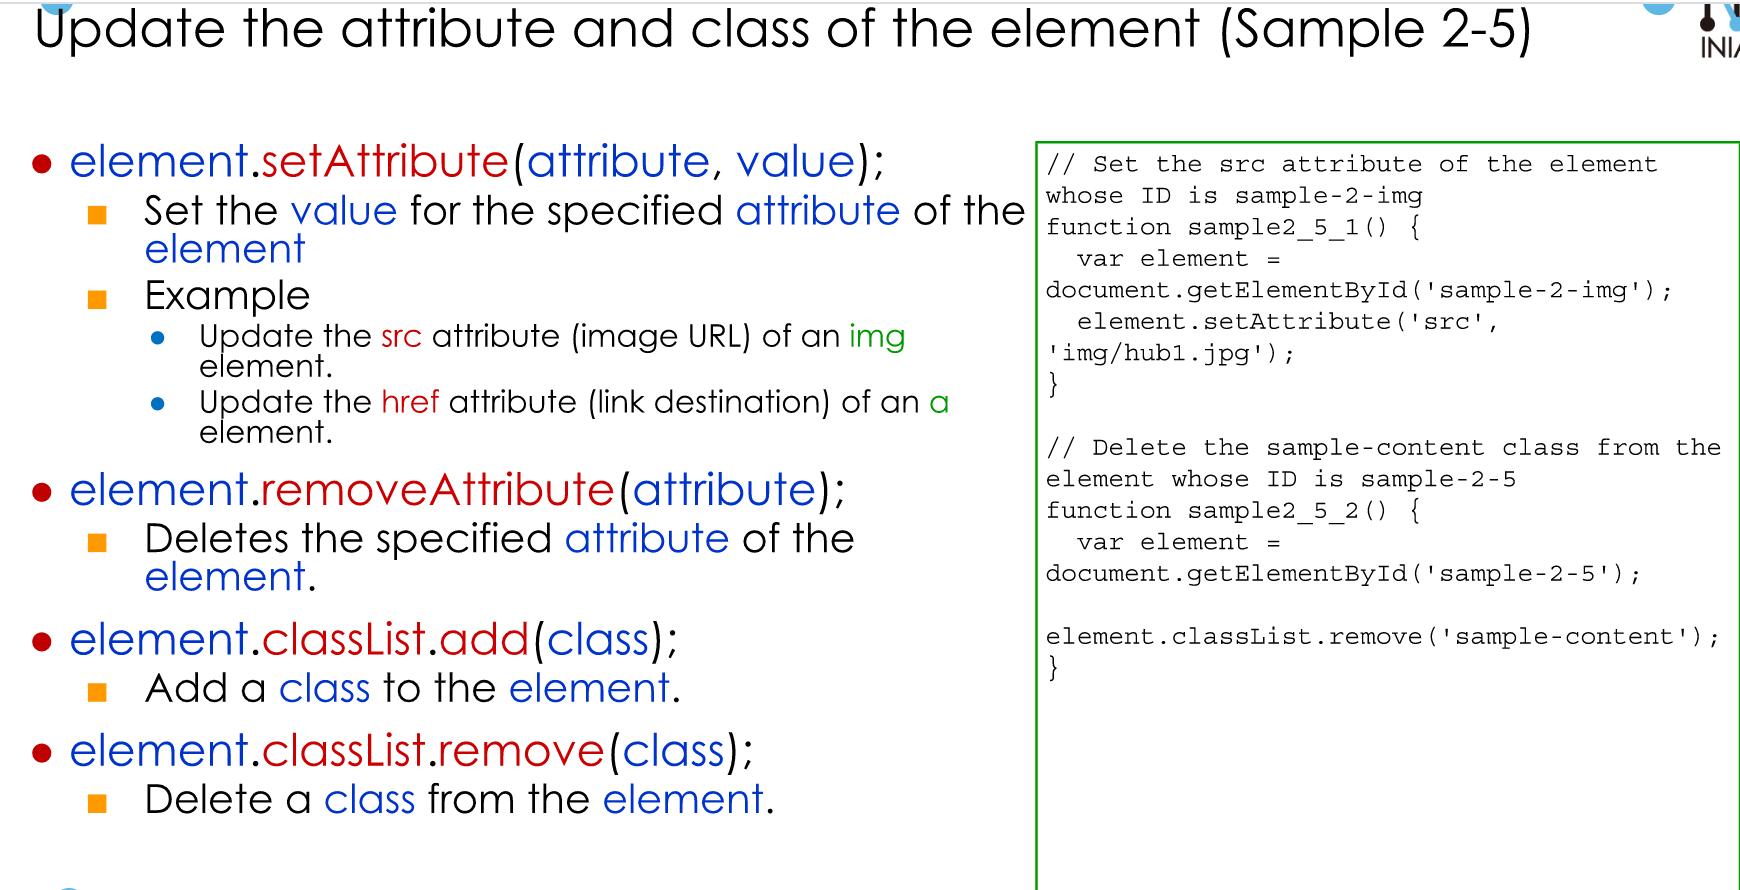 Update the attribute and class of the element (Sample 2-5)
INIA
element.setAttribute(attribute, value);
Set the value for the specified attribute of the
element
Example
Update the src attribute (image URL) of an img
element.
Update the href attribute (link destination) of an a
element.
element.removeAttribute(attribute);
Deletes the specified attribute of the
element.
element.classList.add(class);
Add a class to the element.
element.classList.remove(class);
Delete a class from the element.
// Set the src attribute of the element
whose ID is sample-2-img
function sample2_5_1() {
  var element =
document.getElementById('sample-2-img');
  element.setAttribute('src',
'img/hub1.jpg');
}
// Delete the sample-content class from the
element whose ID is sample-2-5
function sample2_5_2() {
  var element =
document.getElementById('sample-2-5');
element.classList.remove('sample-content');
}